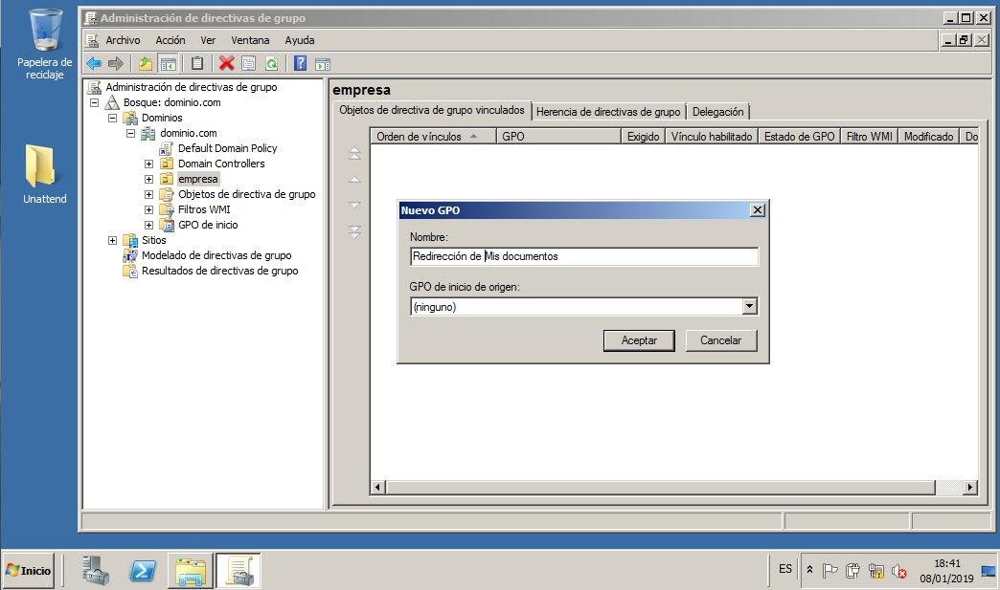 Papelera de
reciclaje
Unattend
Administración de directivas de grupo
Archivo Acción Ver Ventana Ayuda
Administración de directivas de grupo
Bosque: dominio.com
Dominios
dominio.com
Default Domain Policy
Domain Controllers
empresa
Objetos de directiva de grupo
Filtros WMI
GPO de inicio
Sitios
Modelado de directivas de grupo
Resultados de directivas de grupo
empresa
Objetos de directiva de grupo vinculados Herencia de directivas de grupo Delegación
Orden de vínculos GPO Exigido Vínculo habilitado Estado de GPO Filtro WMI Modificado Do
Nuevo GPO
Nombre:
Redirección de Mis documentos
GPO de inicio de origen:
(ninguno)
Aceptar Cancelar
Inicio ES 18:41
08/01/2019